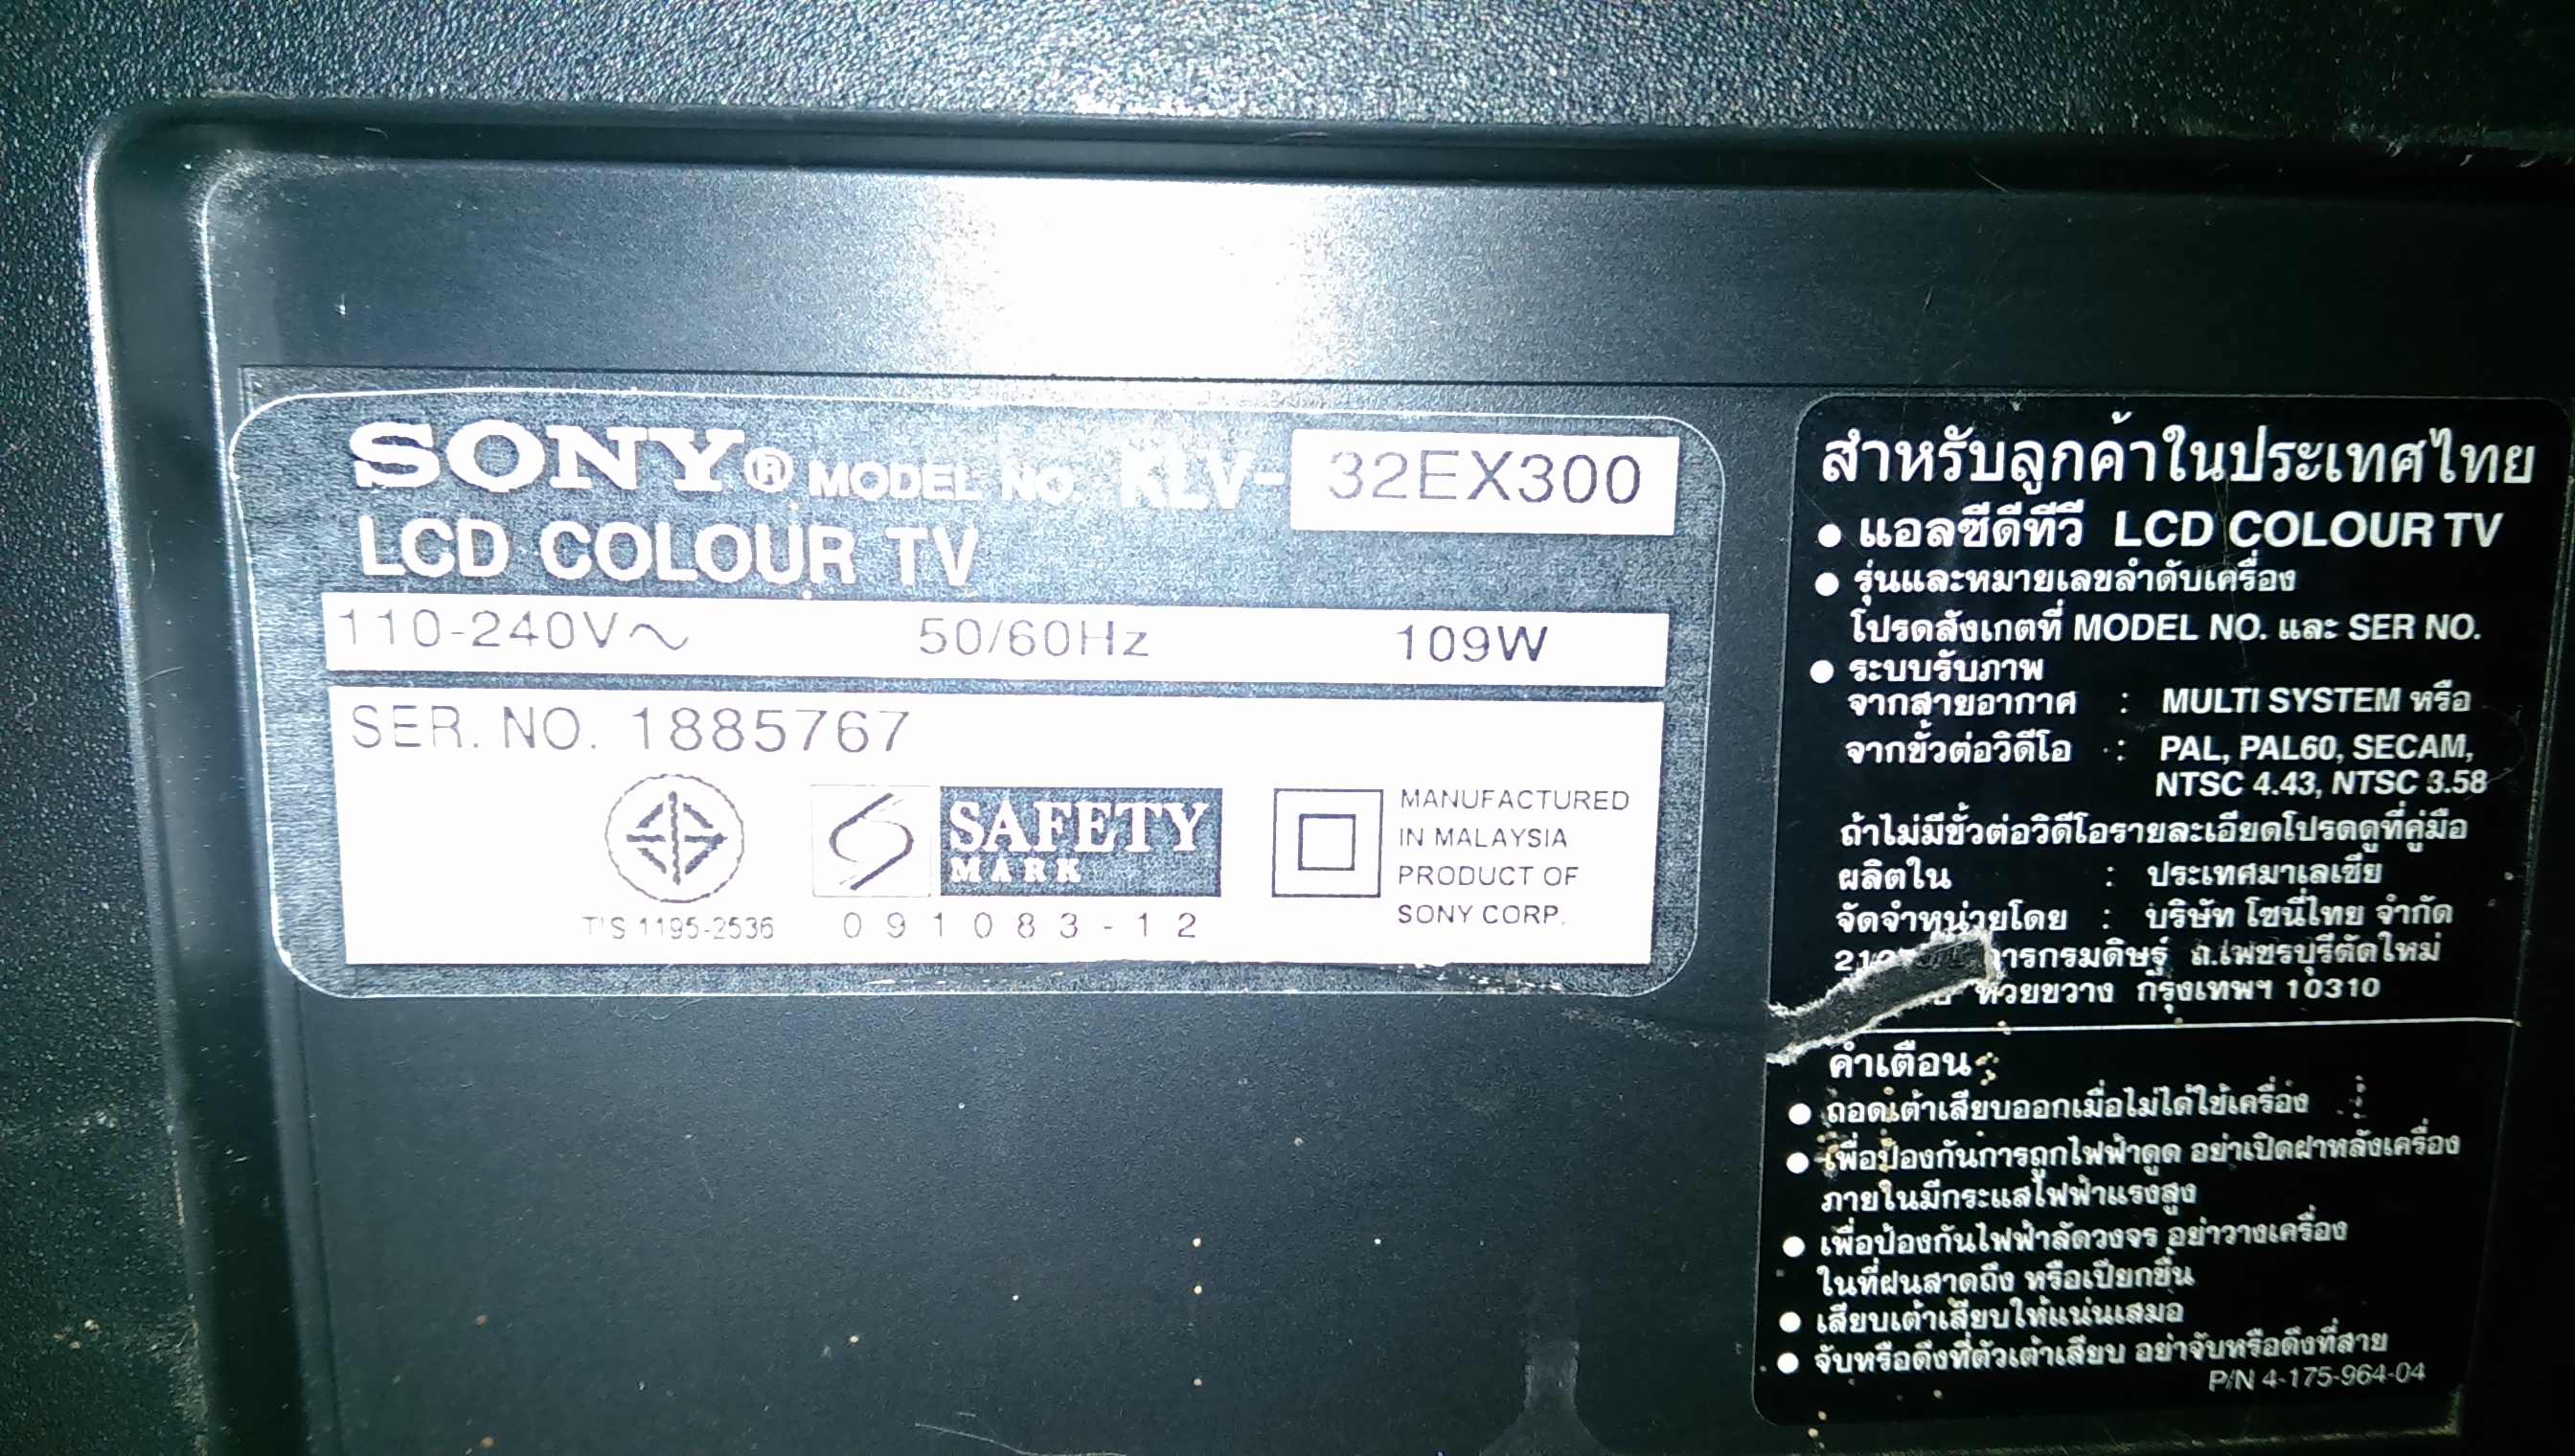 SONY® MODEL NO. KLV-32EX300
LCD COLOUR TV
110-240V~ 50/60Hz 109W
SER. NO. 1885767
TIS 1195-2536
SAFETY
MARK
091083-12
MANUFACTURED
IN MALAYSIA
PRODUCT OF
SONY CORP.
สำหรับลูกค้าในประเทศไทย
● แอลซีดีทีวี LCD COLOUR TV
● รุ่นและหมายเลขลำดับเครื่อง
โปรดสังเกตที่ MODEL NO. และ SER NO.
● ระบบรับภาพ
จากสายอากาศ : MULTI SYSTEM หรือ
จากขั้วต่อวิดีโอ : PAL, PAL60, SECAM,
NTSC 4.43, NTSC 3.58
ถ้าไม่มีขั้วต่อวิดีโอรายละเอียดโปรดดูที่คู่มือ
ผลิตใน : ประเทศมาเลเซีย
จัดจำหน่ายโดย : บริษัท โซนี่ไทย จำกัด
ถ.เพชรบุรีตัดใหม่
ห้วยขวาง กรุงเทพฯ 10310
คำเตือน :
● ถอดเต้าเสียบออกเมื่อไม่ได้ใช้เครื่อง
● เพื่อป้องกันการถูกไฟฟ้าดูด อย่าเปิดฝาหลังเครื่อง
ภายในมีกระแสไฟฟ้าแรงสูง
● เพื่อป้องกันไฟฟ้าลัดวงจร อย่าวางเครื่อง
ในที่ฝนสาดถึง หรือเปียกชื้น
● เสียบเต้าเสียบให้แน่นเสมอ
● จับหรือดึงที่ตัวเต้าเสียบ อย่าจับหรือดึงที่สาย
P/N 4-175-964-04